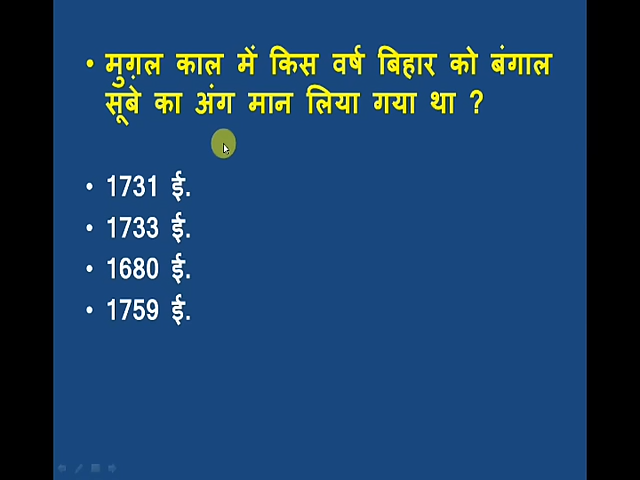 • मुग़ल काल में किस वर्ष बिहार को बंगाल
सूबे का अंग मान लिया गया था ?
• 1731 ई.
• 1733 ई.
• 1680 ई.
• 1759 ई.